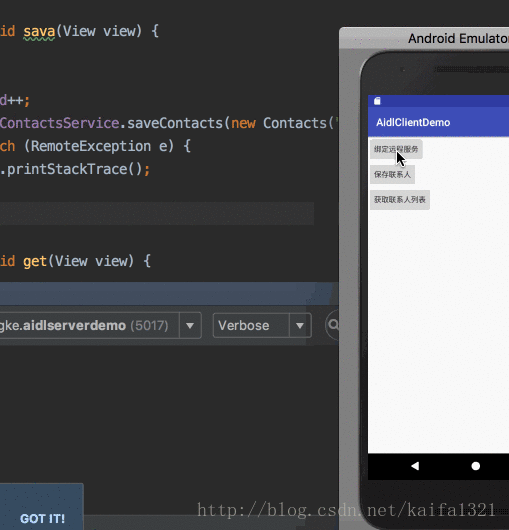 id sava(View view) {
d++;
ContactsService.saveContacts(new Contacts("
ch (RemoteException e) {
.printStackTrace();
id get(View view) {
gke.aidlserverdemo (5017)
Verbose
GOT IT!
Android Emulator
AidlClientDemo
绑定远程服务
保存联系人
获取联系人列表
http://blog.csdn.net/kaifa1321